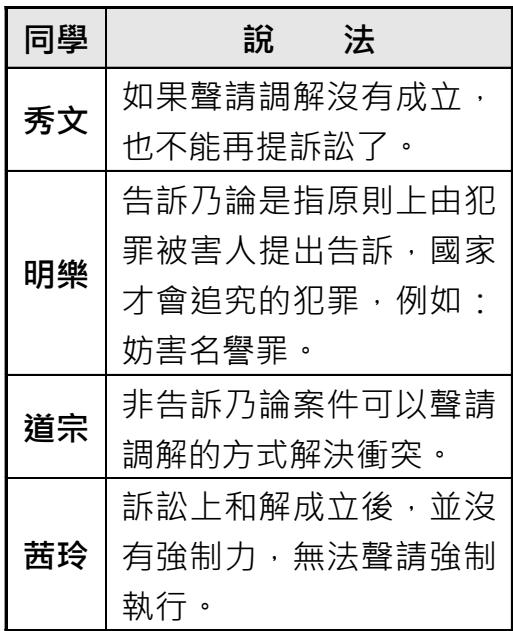 同學 說 法
秀文
如果聲請調解沒有成立，
也不能再提訴訟了。
明樂
告訴乃論是指原則上由犯
罪被害人提出告訴，國家
才會追究的犯罪，例如：
妨害名譽罪。
道宗
非告訴乃論案件可以聲請
調解的方式解決衝突。
茜玲
訴訟上和解成立後，並沒
有強制力，無法聲請強制
執行。